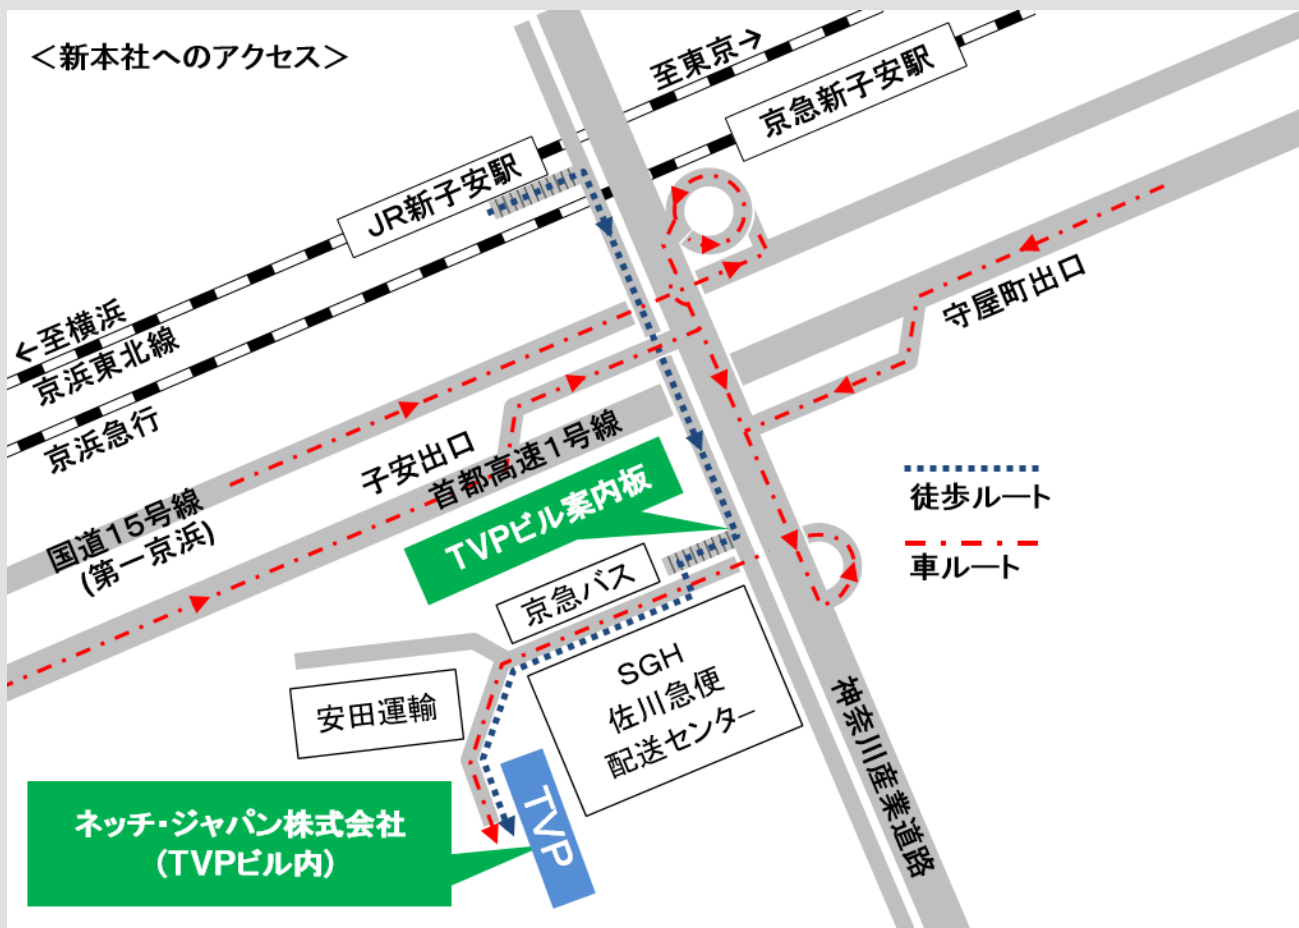 ＜新本社へのアクセス＞
至東京→
京急新子安駅
JR新子安駅
←至横浜
京浜東北線
京浜急行
守屋町出口
子安出口
首都高速1号線
国道15号線
(第一京浜)
TVPビル案内板
徒歩ルート
車ルート
京急バス
SGH
佐川急便
配送センター
安田運輸
神奈川産業道路
TVP
ネッチ・ジャパン株式会社
(TVPビル内)